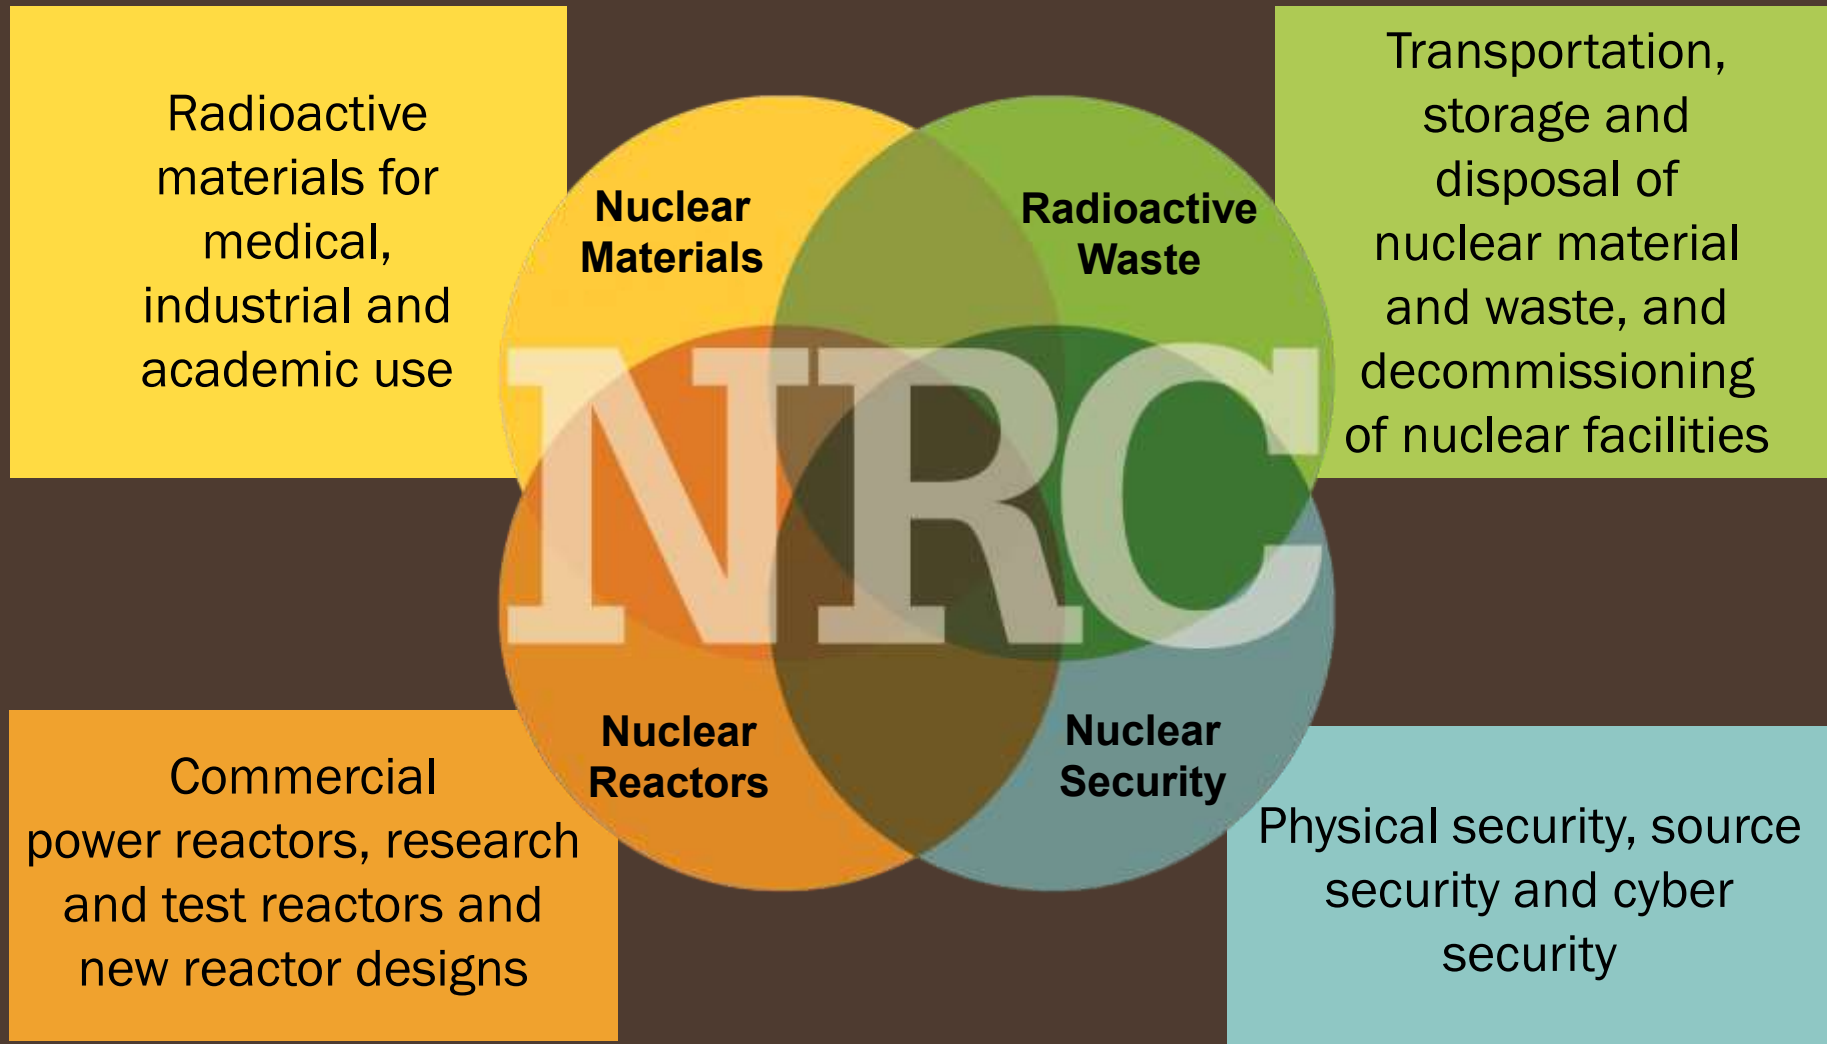 Radioactive
materials for
medical,
industrial and
academic use
Nuclear
Materials
Radioactive
Waste
Transportation,
storage and
disposal of
nuclear material
and waste, and
decommissioning
of nuclear facilities
NRC
Commercial
power reactors, research
and test reactors and
new reactor designs
Nuclear
Reactors
Nuclear
Security
Physical security, source
security and cyber
security